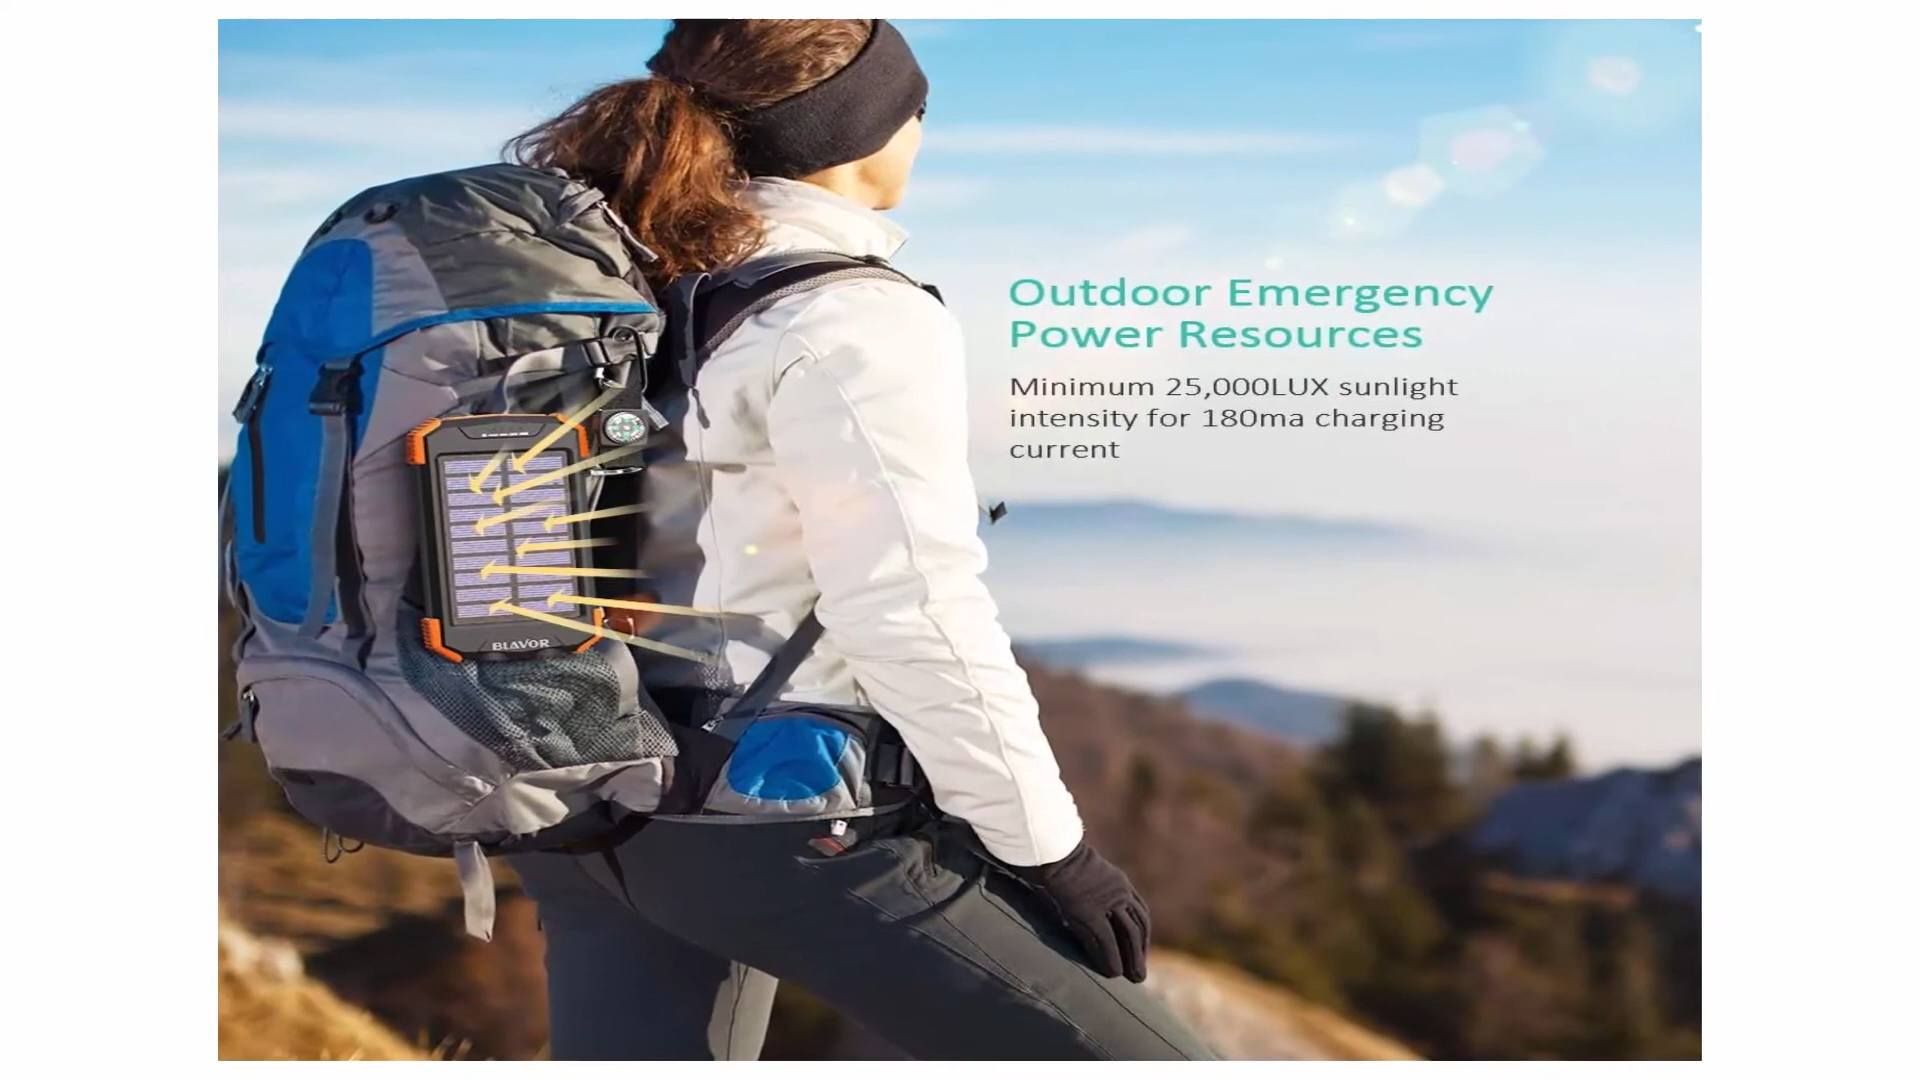 Outdoor Emergency
Power Resources
Minimum 25,000LUX sunlight
intensity for 180ma charging
current
BLAVOR